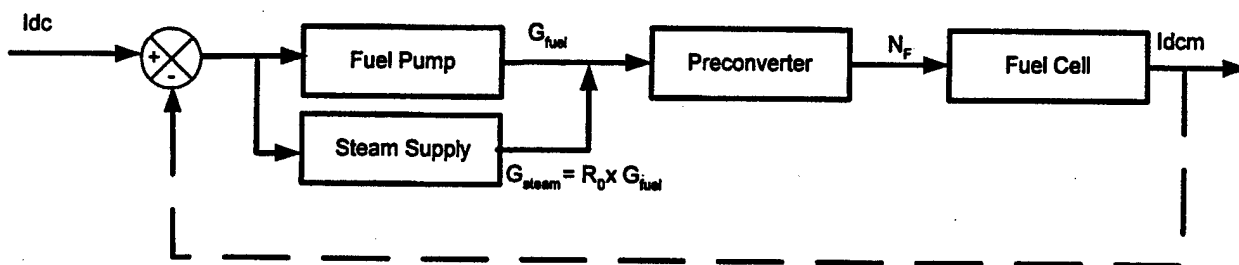 Idc
+
-
Fuel Pump
G_fuel
Preconverter
N_F
Fuel Cell
Idcm
Steam Supply
G_steam = R_0 x G_fuel